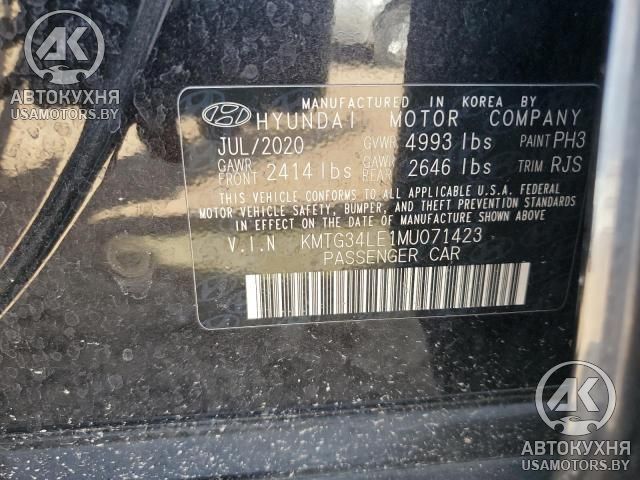 АК
АВТОКУХНЯ
USAMOTORS.BY
MANUFACTURED IN KOREA BY
HYUNDAI MOTOR COMPANY
JUL/2020 GVWR 4993 lbs PAINT PH3
GAWR FRONT 2414 lbs GAWR REAR 2646 lbs TRIM RJS
THIS VEHICLE CONFORMS TO ALL APPLICABLE U.S.A. FEDERAL
MOTOR VEHICLE SAFETY, BUMPER, AND THEFT PREVENTION STANDARDS
IN EFFECT ON THE DATE OF MANUFACTURE SHOWN ABOVE.
V.I.N KMTG34LE1MU071423
PASSENGER CAR
АК
АВТОКУХНЯ
USAMOTORS.BY